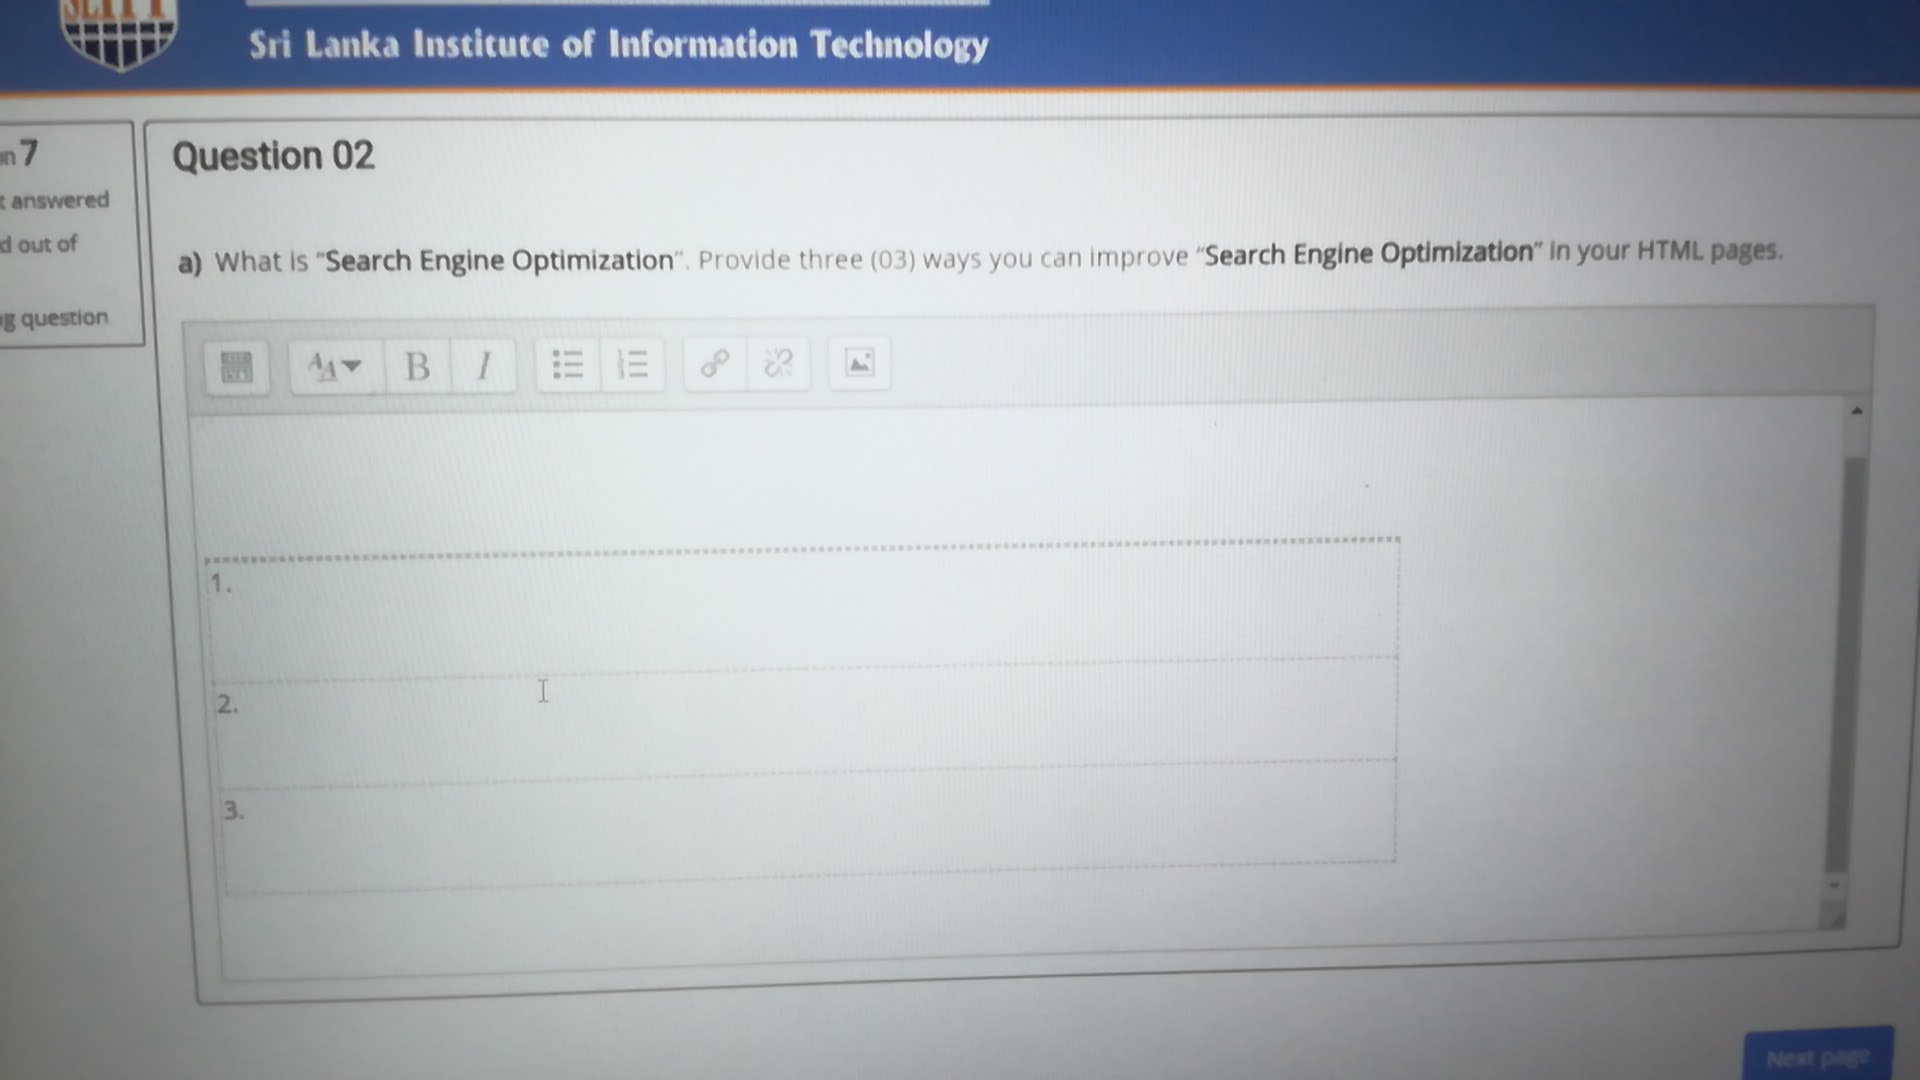 SLIIT
Sri Lanka Institute of Information Technology
7
answered
out of
question
Question 02
a) What is "Search Engine Optimization". Provide three (03) ways you can improve "Search Engine Optimization" in your HTML pages.
B I
1.
2.
3.
Next page